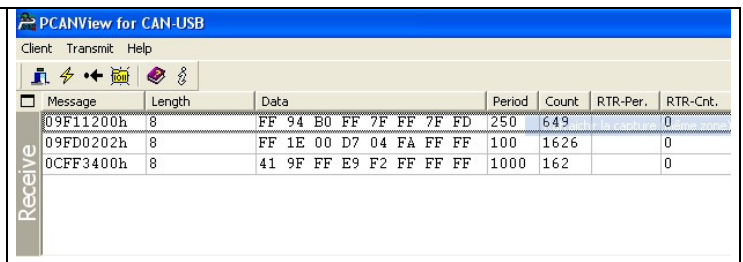 PCANView for CAN-USB
Client Transmit Help
Message Length Data Period Count RTR-Per. RTR-Cnt.
09F11200h 8 FF 94 B0 FF 7F FF 7F FD 250 649 0
09FD0202h 8 FF 1E 00 D7 04 FA FF FF 100 1626 0
0CFF3400h 8 41 9F FF E9 F2 FF FF FF 1000 162 0
Receive